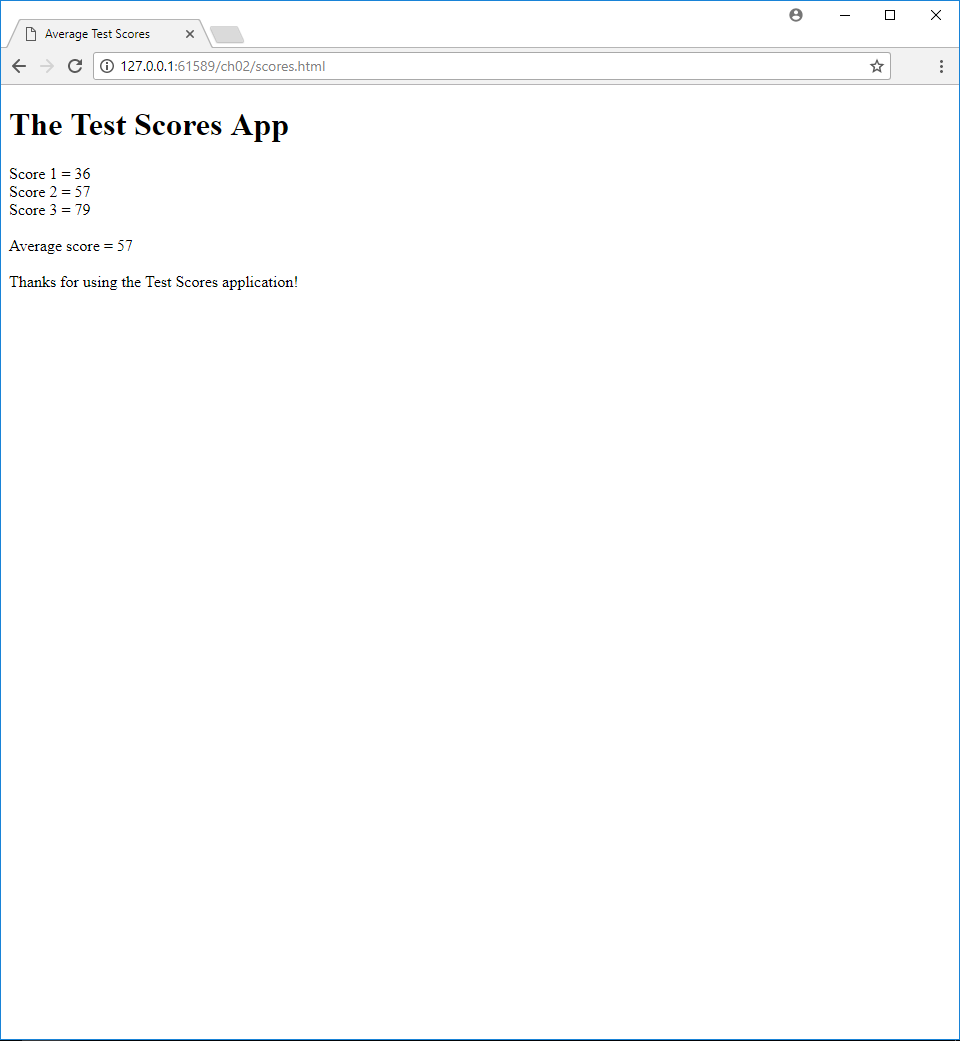 Average Test Scores
127.0.0.1:61589/ch02/scores.html
The Test Scores App
Score 1 = 36
Score 2 = 57
Score 3 = 79
Average score = 57
Thanks for using the Test Scores application!